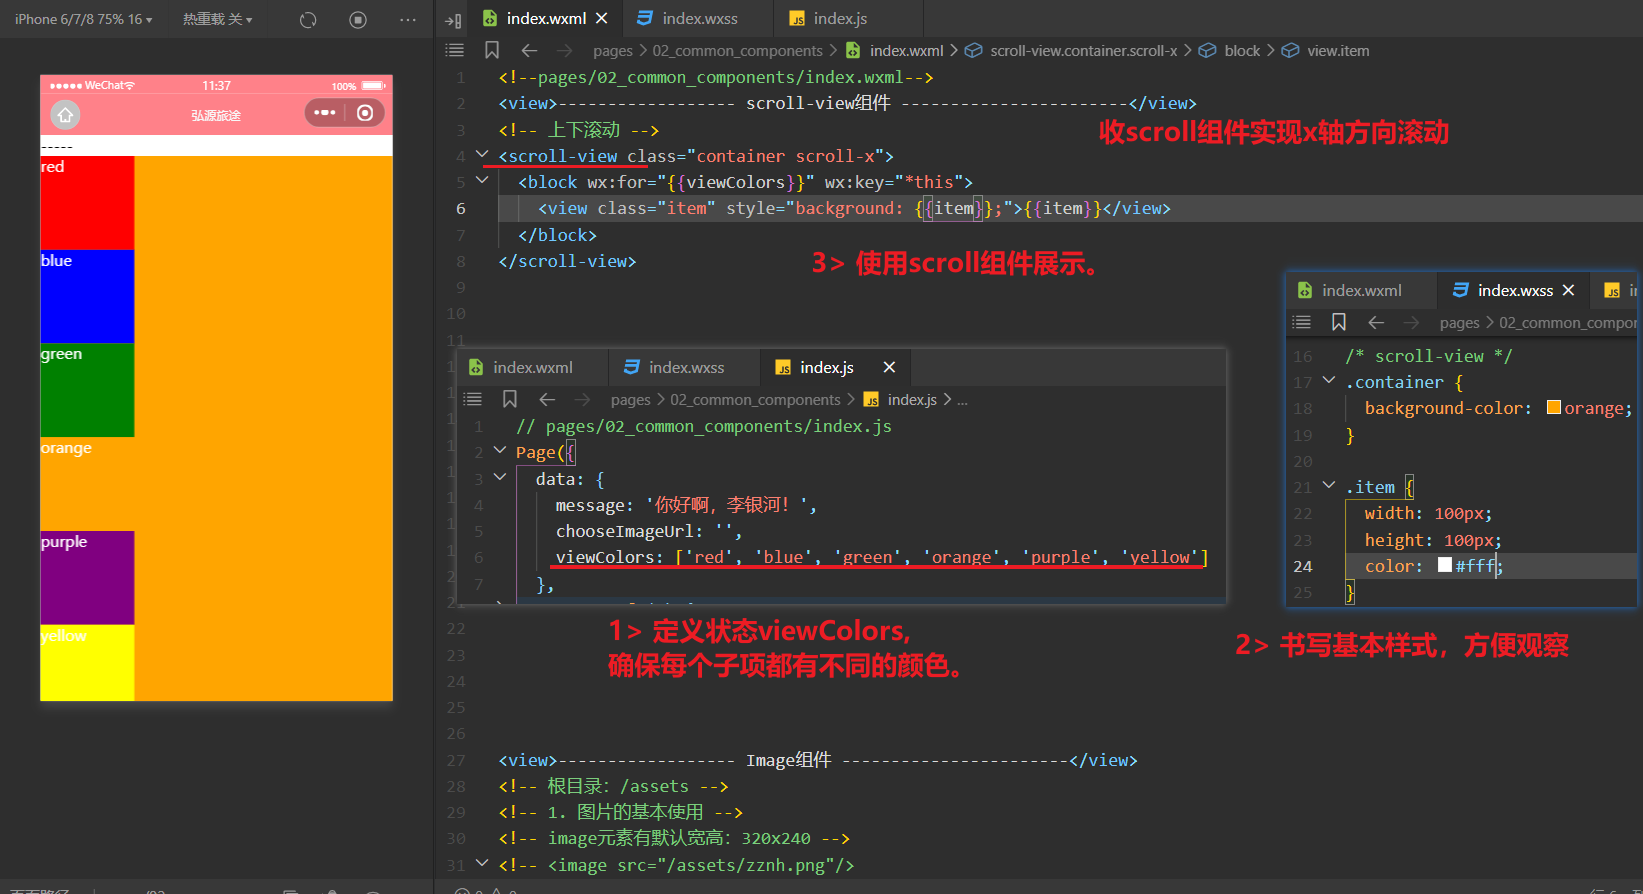 iPhone 6/7/8 75% 16
热重载 关
WeChat
11:37
100%
弘源旅途
-----
red
blue
green
orange
purple
yellow
index.wxml
index.wxss
index.js
pages > 02_common_components > index.wxml > scroll-view.container.scroll-x > block > view.item
1 <!--pages/02_common_components/index.wxml-->
2 <view>------------------ scroll-view组件 -----------------------</view>
3 <!-- 上下滚动 -->
收scroll组件实现x轴方向滚动
4 <scroll-view class="container scroll-x">
5 <block wx:for="{{viewColors}}" wx:key="*this">
6 <view class="item" style="background: {{item}};">{{item}}</view>
7 </block>
8 </scroll-view>
3> 使用scroll组件展示。
9
10
11
index.wxml
index.wxss
index.js
pages > 02_common_components > index.js > ...
1 // pages/02_common_components/index.js
2 Page({
3 data: {
4 message: '你好啊，李银河！',
5 chooseImageUrl: '',
6 viewColors: ['red', 'blue', 'green', 'orange', 'purple', 'yellow']
7 },
1> 定义状态viewColors,
确保每个子项都有不同的颜色。
index.wxml
index.wxss
pages > 02_common_compon
16 /* scroll-view */
17 .container {
18 background-color: orange;
19 }
20
21 .item {
22 width: 100px;
23 height: 100px;
24 color: #fff;
25 }
2> 书写基本样式，方便观察
22
23
24
25
26
27 <view>------------------ Image组件 -----------------------</view>
28 <!-- 根目录：/assets -->
29 <!-- 1. 图片的基本使用 -->
30 <!-- image元素有默认宽高：320x240 -->
31 <!-- <image src="/assets/zznh.png"/>